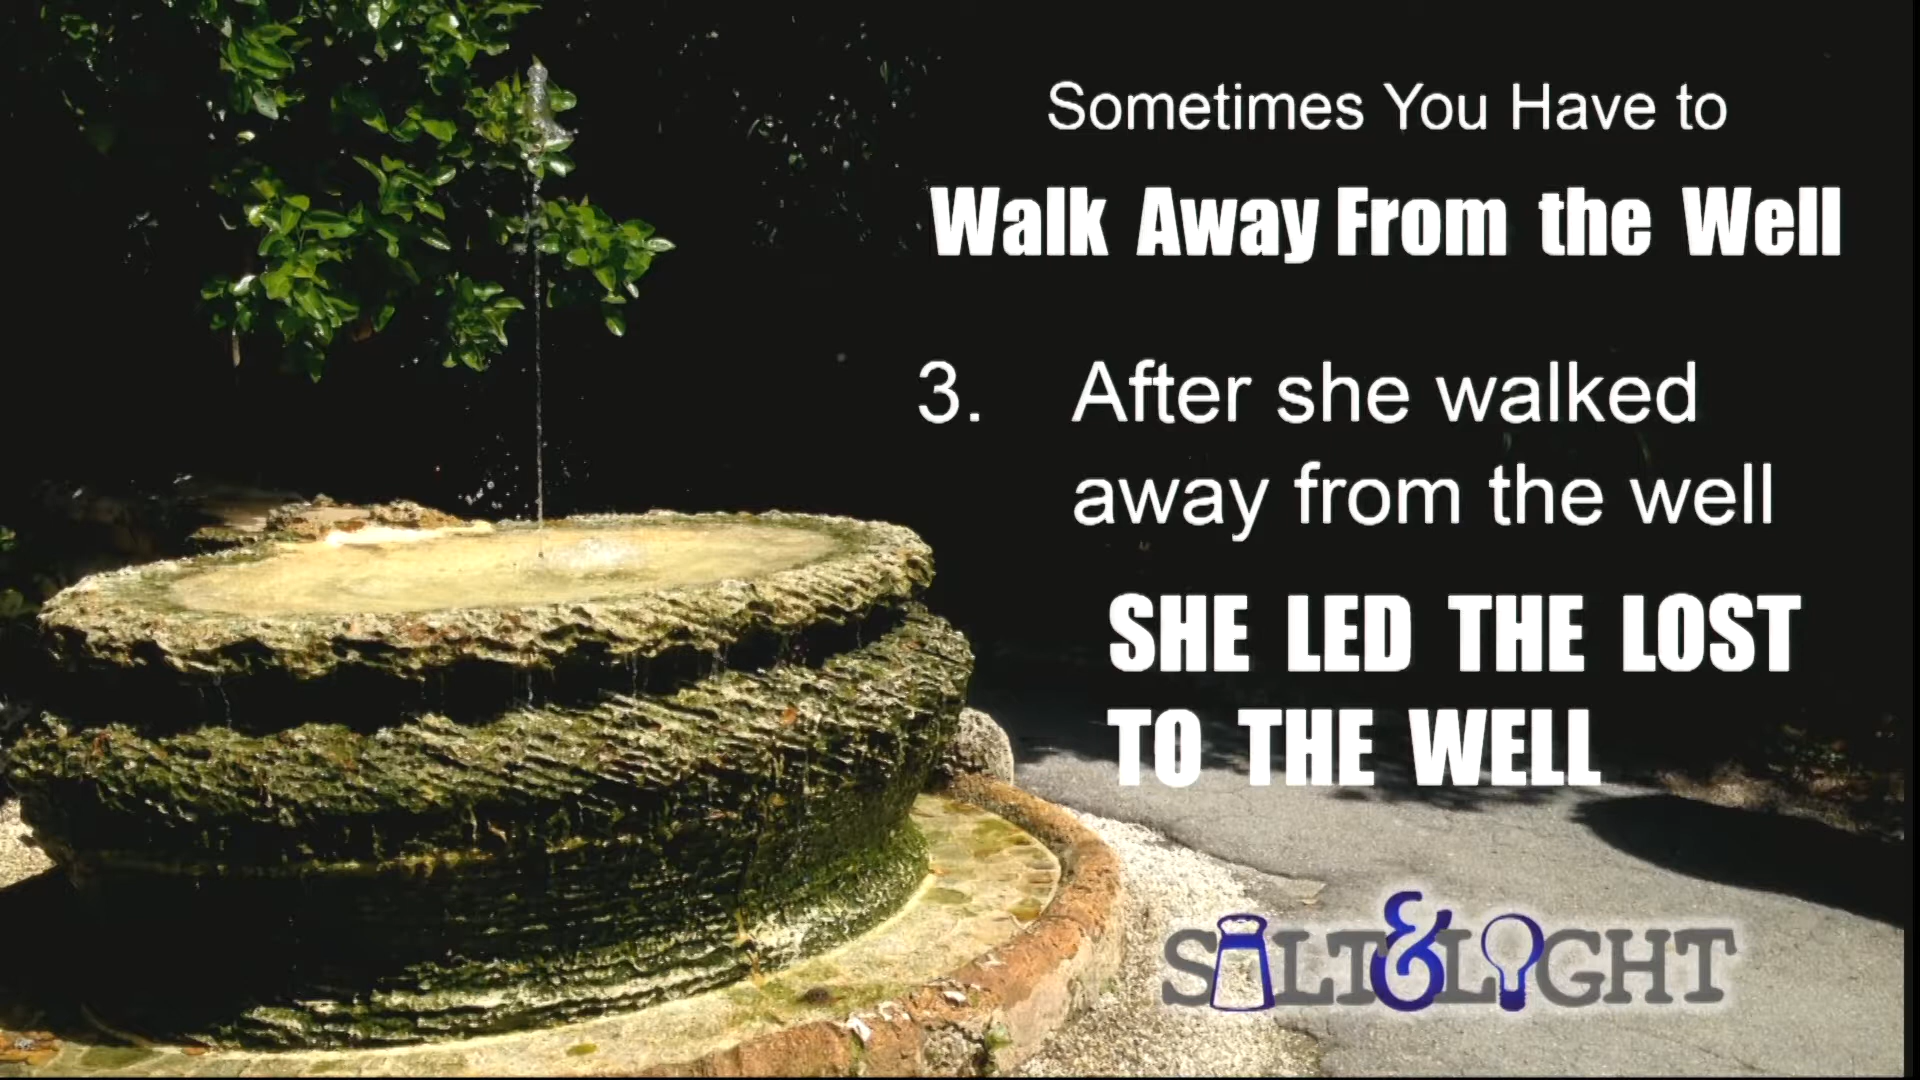 Sometimes You Have to
Walk Away From the Well
3. After she walked
away from the well
SHE LED THE LOST
TO THE WELL
SALT&LIGHT